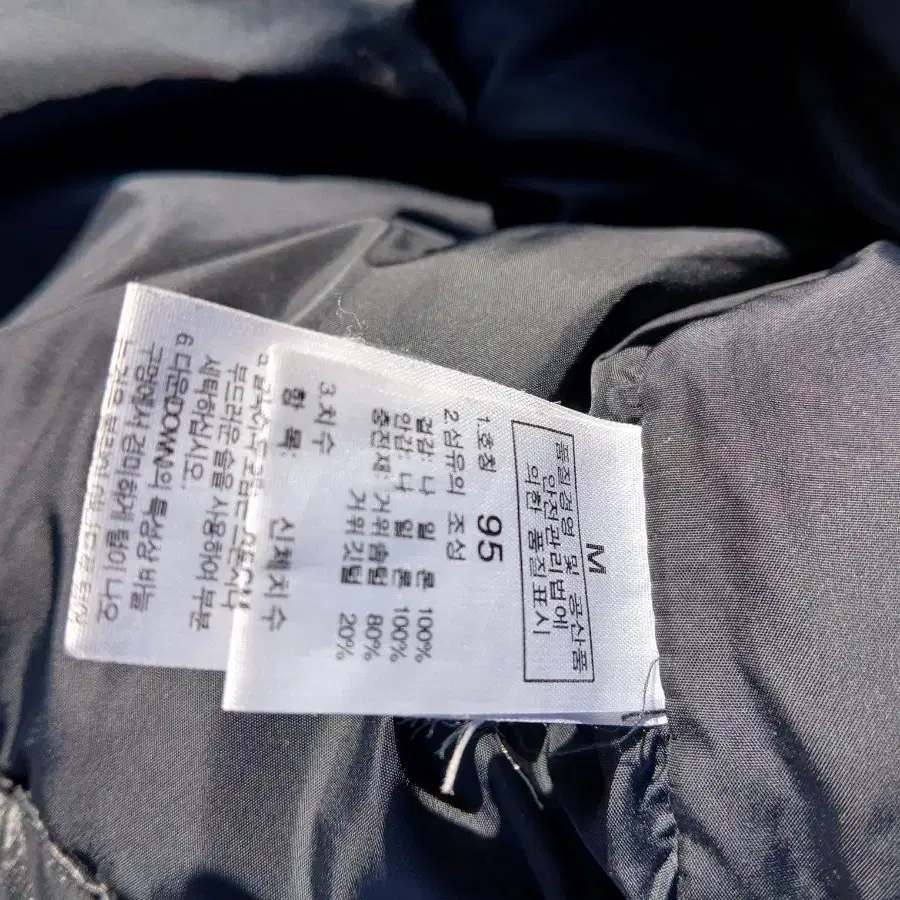 M
품질경영 및 공산품
안전관리법에
의한 품질표시
1.호칭 95
2.섬유의 조성
겉감: 나 일 론 100%
안감: 나 일 론 100%
충전재: 거위솜털 80%
거위깃털 20%
3.치수
항 목: 신체치수
부드러운 솔을 사용하여 부분
세탁하십시오.
6.다운(DOWN)의 특성상 바늘
구멍에서 경미하게 털이 나오